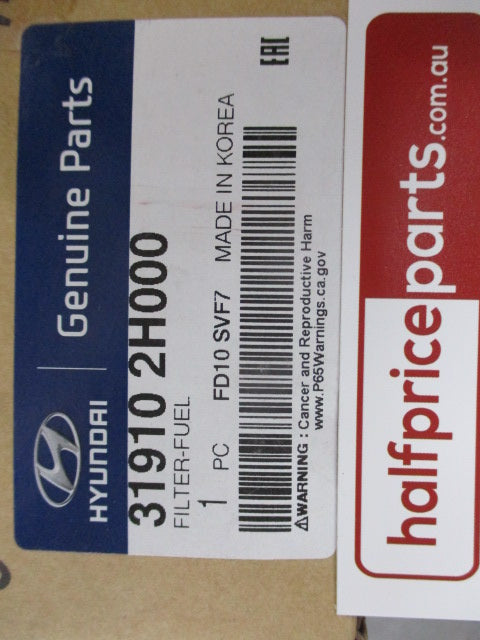 HYUNDAI | Genuine Parts
31910 2H000
FILTER-FUEL
1 PC FD10 SVF7 MADE IN KOREA
EAC
⚠WARNING : Cancer and Reproductive Harm
www.P65Warnings.ca.gov
halfpriceparts.com.au